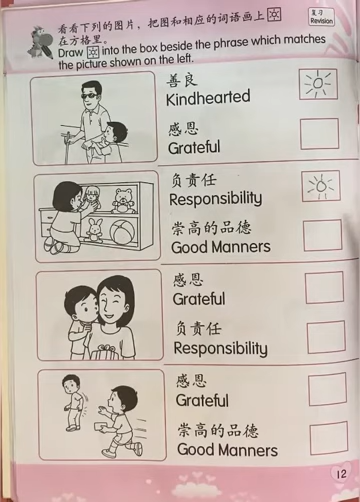 看看下列的图片，把图和相应的词语画上
在方格里。
复习
Revision
Draw into the box beside the phrase which matches
the picture shown on the left.
善良
Kindhearted
感恩
Grateful
负责任
Responsibility
崇高的品德
Good Manners
感恩
Grateful
负责任
Responsibility
感恩
Grateful
崇高的品德
Good Manners
12